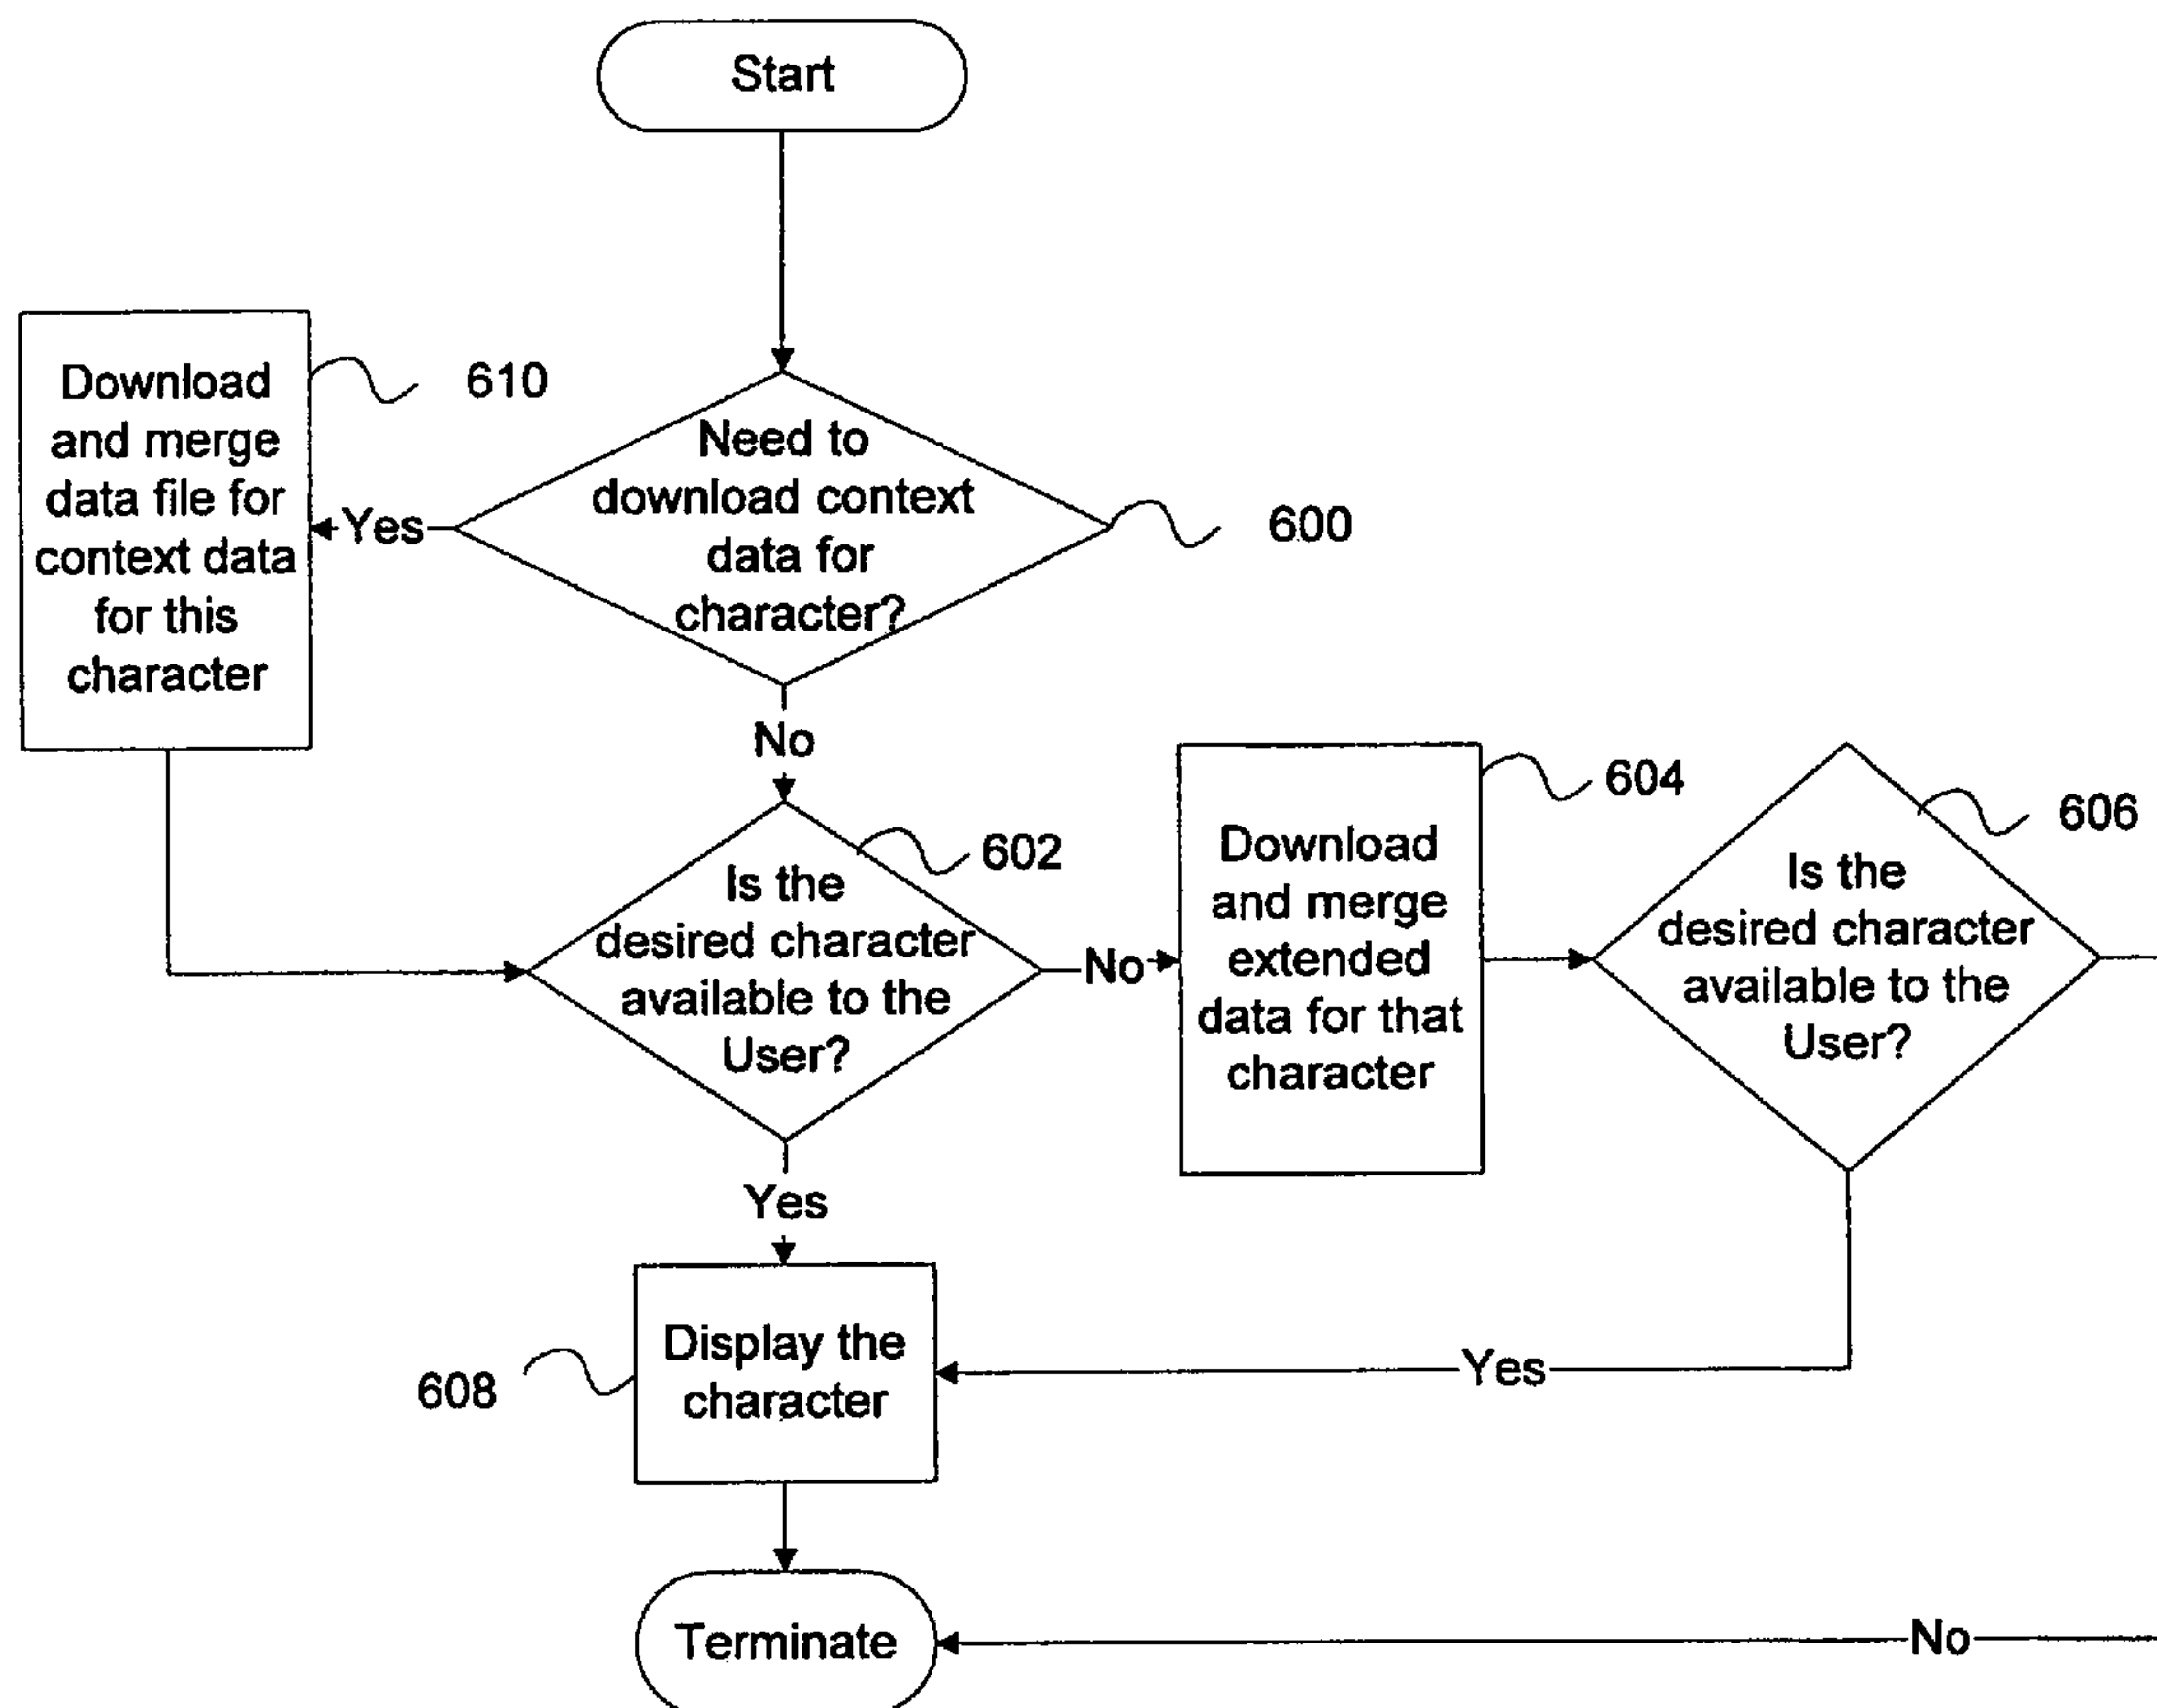 Start
Download
and merge
data file for
context data
for this
character
610
Need to
download context
data for
character?
600
Yes
No
Is the
desired character
available to the
User?
602
No
Download
and merge
extended
data for that
character
604
Is the
desired character
available to the
User?
606
Yes
Display the
character
608
Yes
Terminate
No